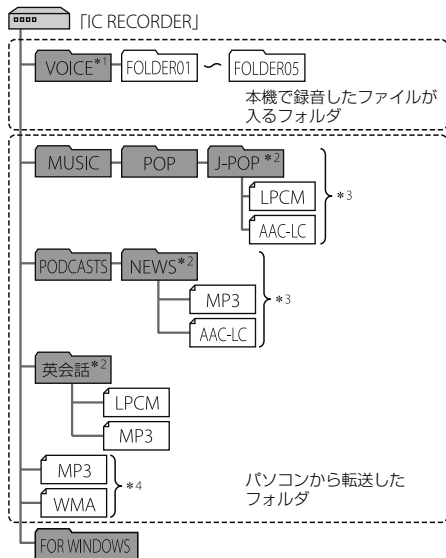 「IC RECORDER」
VOICE*1 FOLDER01 ～ FOLDER05
本機で録音したファイルが
入るフォルダ
MUSIC POP J-POP*2
LPCM
*3
AAC-LC
PODCASTS NEWS*2
MP3
*3
AAC-LC
英会話*2
LPCM
MP3
MP3
*4
WMA
パソコンから転送した
フォルダ
FOR WINDOWS